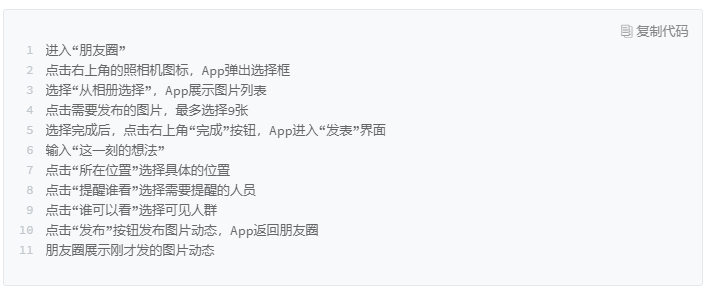 复制代码
1 进入“朋友圈”
2 点击右上角的照相机图标，App弹出选择框
3 选择“从相册选择”，App展示图片列表
4 点击需要发布的图片，最多选择9张
5 选择完成后，点击右上角“完成”按钮，App进入“发表”界面
6 输入“这一刻的想法”
7 点击“所在位置”选择具体的位置
8 点击“提醒谁看”选择需要提醒的人员
9 点击“谁可以看”选择可见人群
10 点击“发布”按钮发布图片动态，App返回朋友圈
11 朋友圈展示刚才发的图片动态